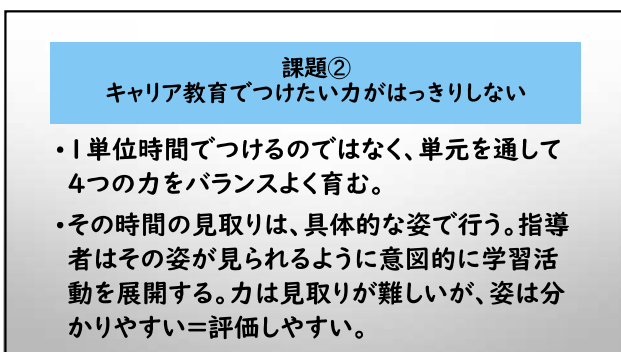 課題②
キャリア教育でつけたい力がはっきりしない
・1単位時間でつけるのではなく、単元を通して
4つの力をバランスよく育む。
・その時間の見取りは、具体的な姿で行う。指導
者はその姿が見られるように意図的に学習活
動を展開する。力は見取りが難しいが、姿は分
かりやすい＝評価しやすい。